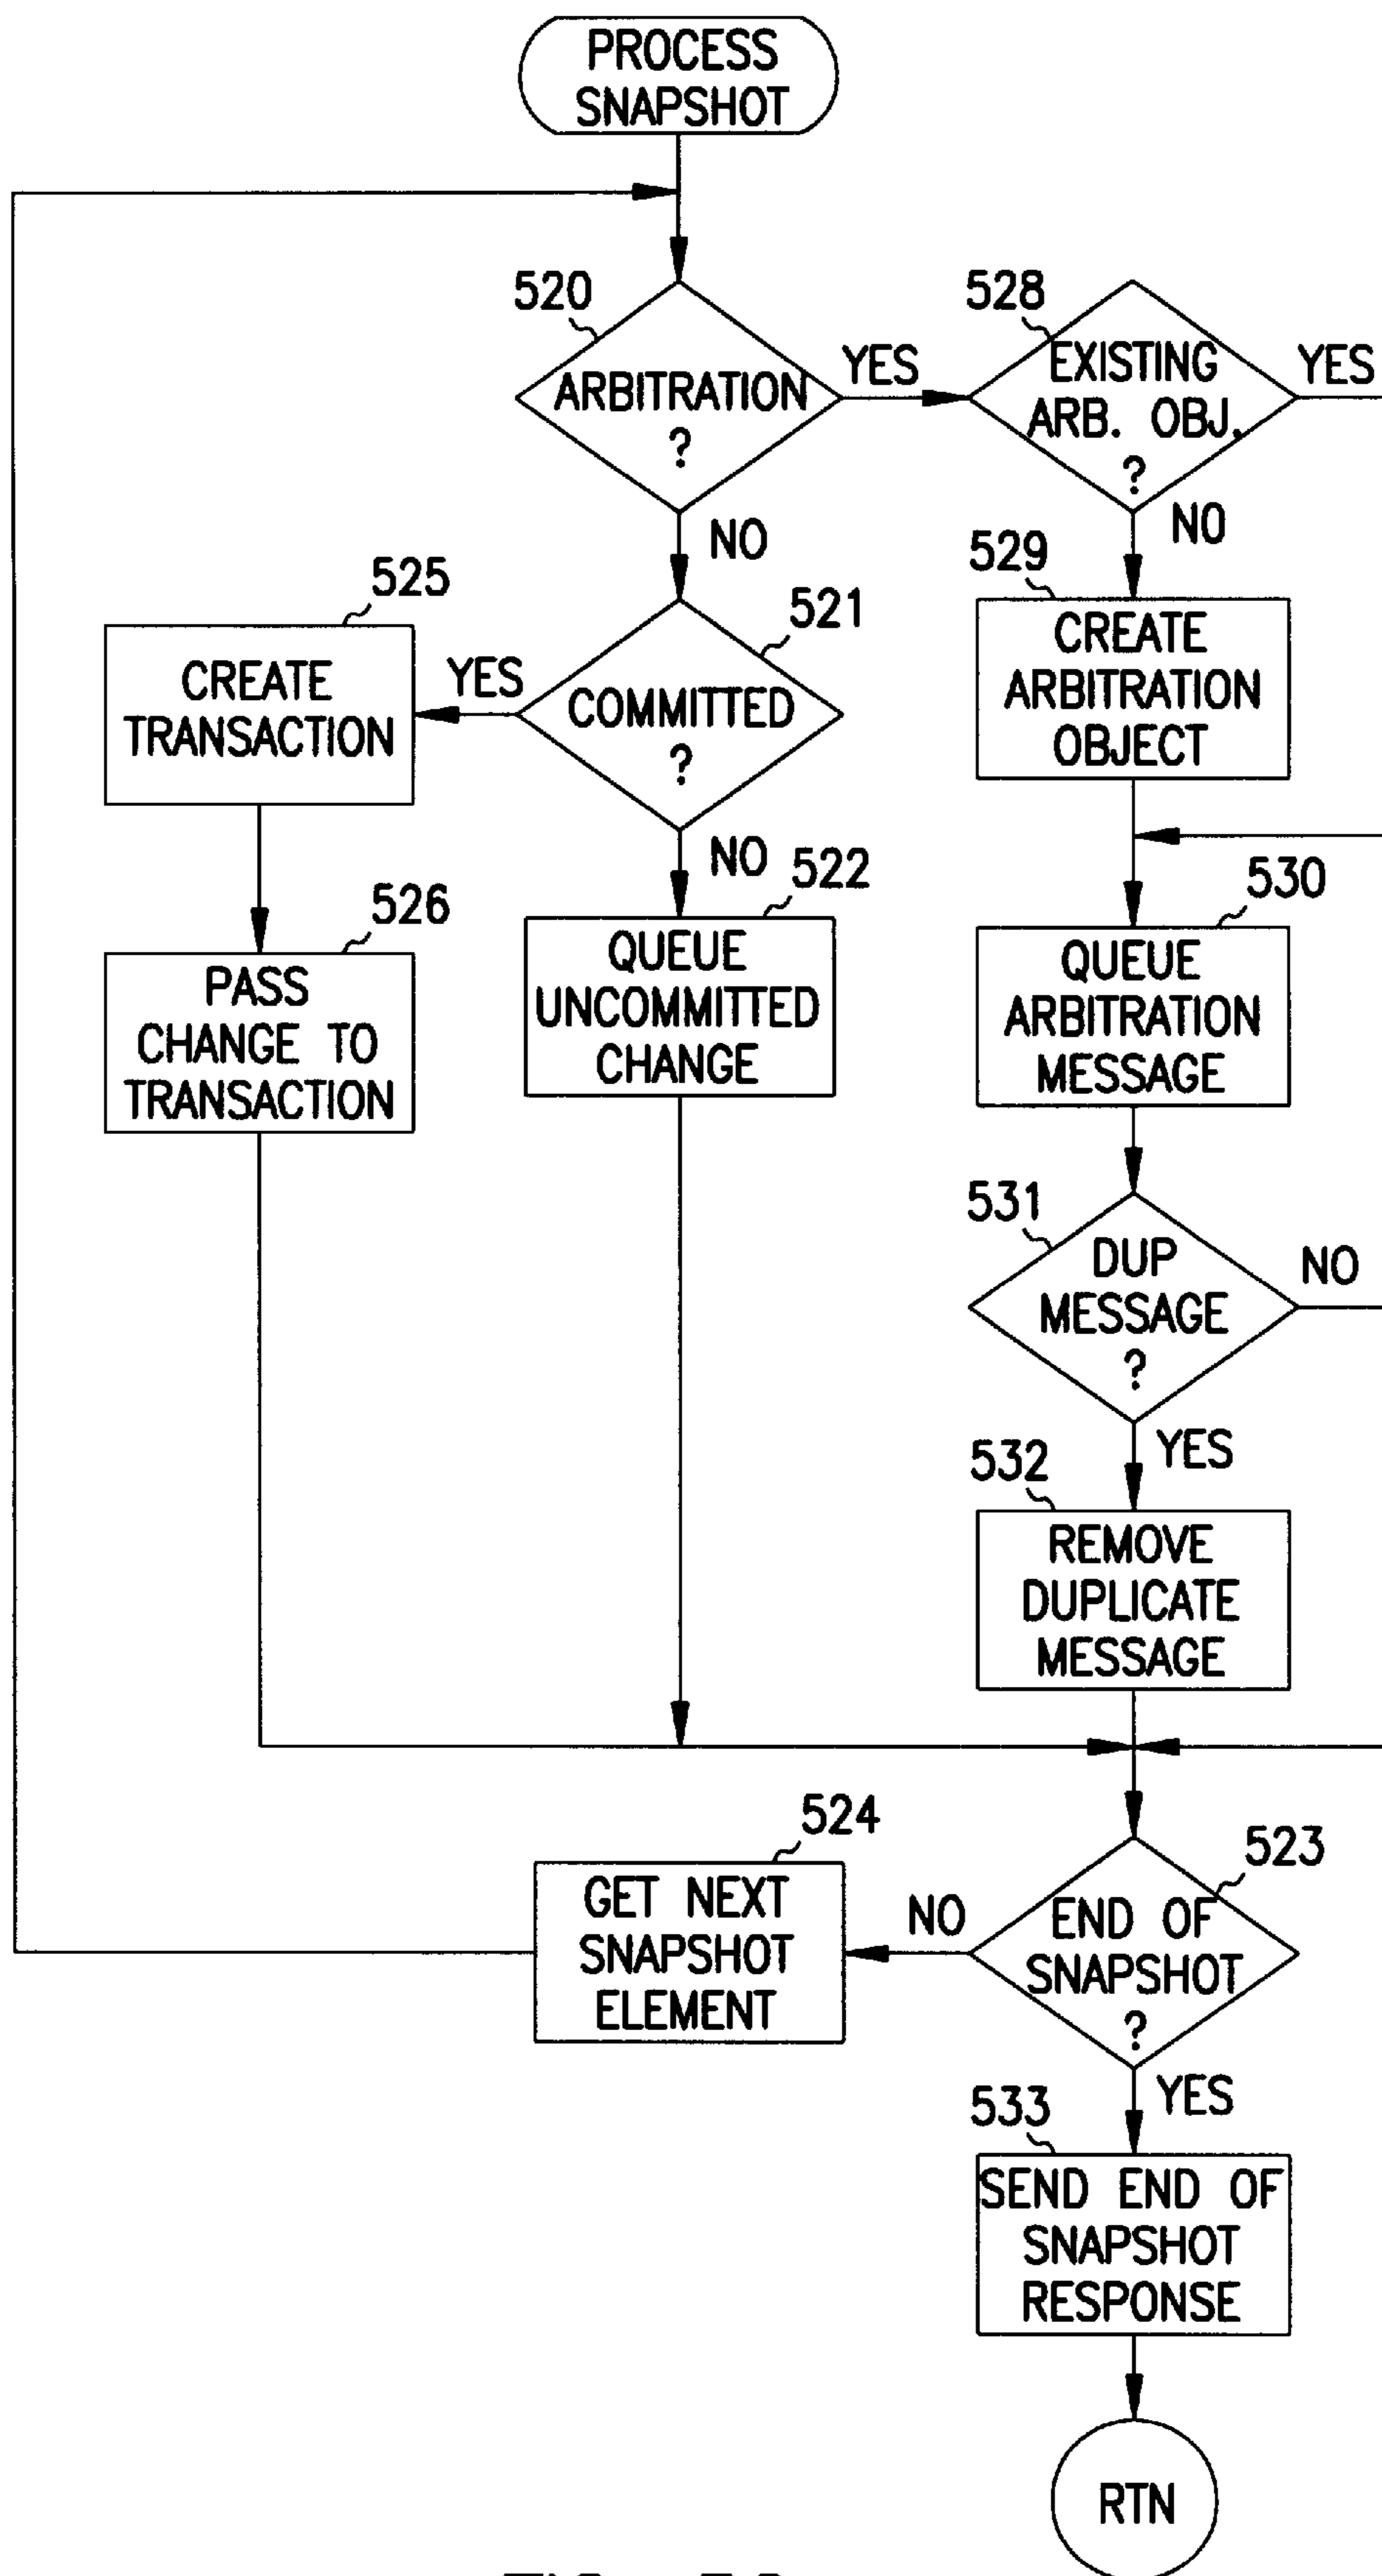 PROCESS
SNAPSHOT
520
ARBITRATION
?
YES
NO
528
EXISTING
ARB. OBJ.
?
YES
NO
529
CREATE
ARBITRATION
OBJECT
525
CREATE
TRANSACTION
YES
521
COMMITTED
?
NO
526
PASS
CHANGE TO
TRANSACTION
522
QUEUE
UNCOMMITTED
CHANGE
530
QUEUE
ARBITRATION
MESSAGE
531
DUP
MESSAGE
?
NO
YES
532
REMOVE
DUPLICATE
MESSAGE
524
GET NEXT
SNAPSHOT
ELEMENT
NO
523
END OF
SNAPSHOT
?
YES
533
SEND END OF
SNAPSHOT
RESPONSE
RTN